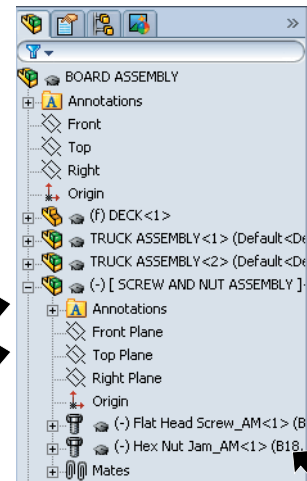 »
BOARD ASSEMBLY
A Annotations
Front
Top
Right
Origin
(f) DECK<1>
TRUCK ASSEMBLY<1> (Default<De
TRUCK ASSEMBLY<2> (Default<De
(-) [ SCREW AND NUT ASSEMBLY ]
A Annotations
Front Plane
Top Plane
Right Plane
Origin
(-) Flat Head Screw_AM<1> (B
(-) Hex Nut Jam_AM<1> (B18.
Mates